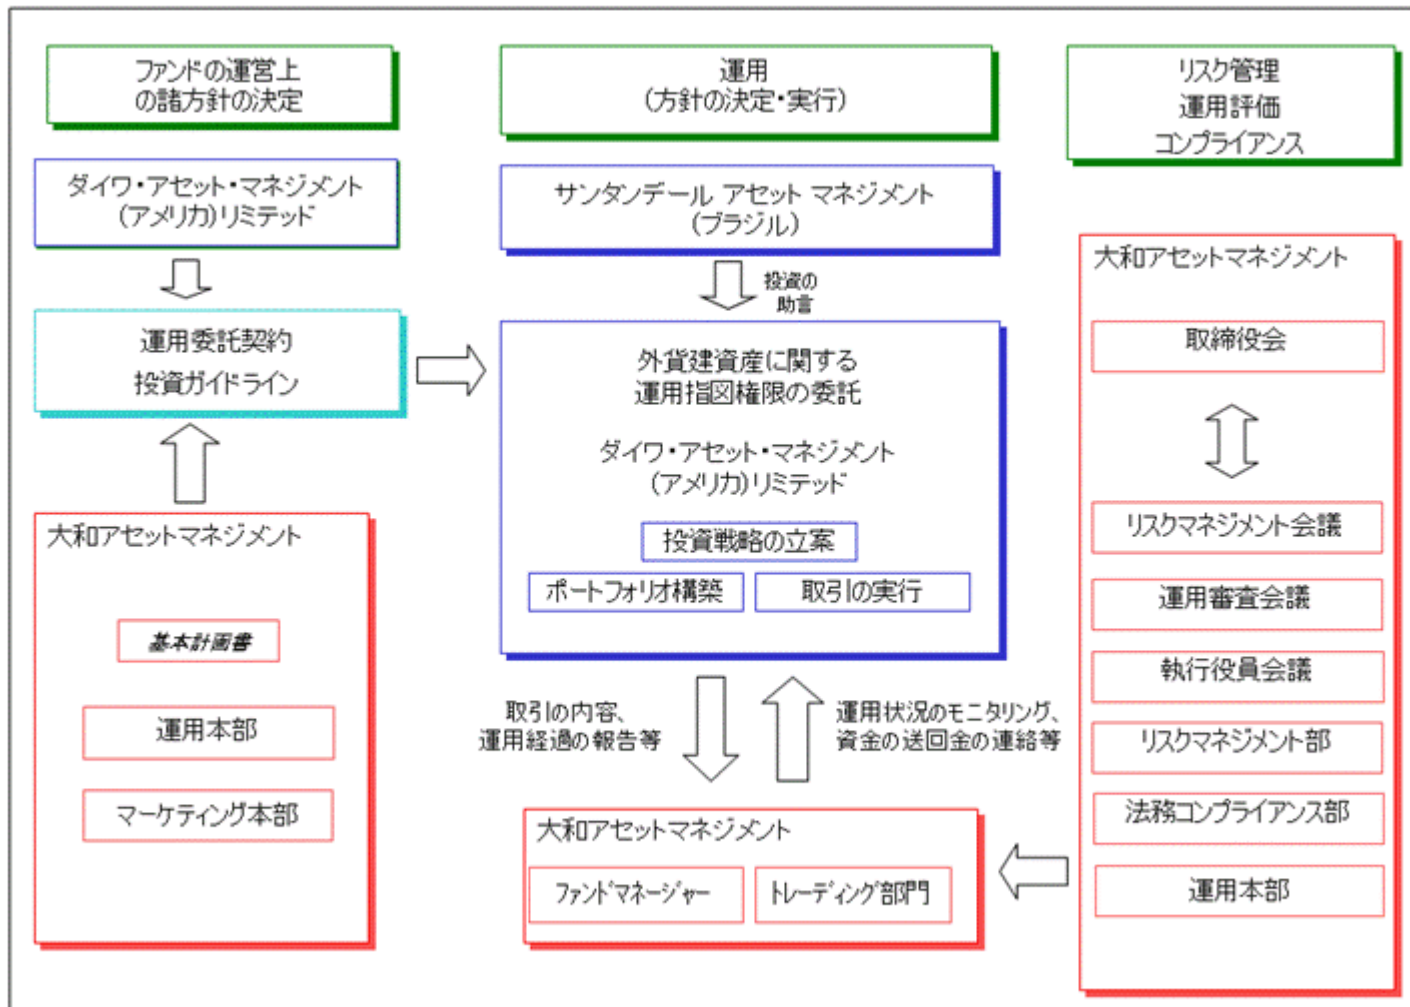 ファンドの運営上
の諸方針の決定
ダイワ・アセット・マネジメント
(アメリカ)リミテッド
運用委託契約
投資ガイドライン
大和アセットマネジメント
基本計画書
運用本部
マーケティング本部
運用
(方針の決定・実行)
サンタンデール アセット マネジメント
(ブラジル)
投資の
助言
外貨建資産に関する
運用指図権限の委託
ダイワ・アセット・マネジメント
(アメリカ)リミテッド
投資戦略の立案
ポートフォリオ構築
取引の実行
取引の内容、
運用経過の報告等
運用状況のモニタリング、
資金の送回金の連絡等
大和アセットマネジメント
ファンドマネージャー
トレーディング部門
リスク管理
運用評価
コンプライアンス
大和アセットマネジメント
取締役会
リスクマネジメント会議
運用審査会議
執行役員会議
リスクマネジメント部
法務コンプライアンス部
運用本部